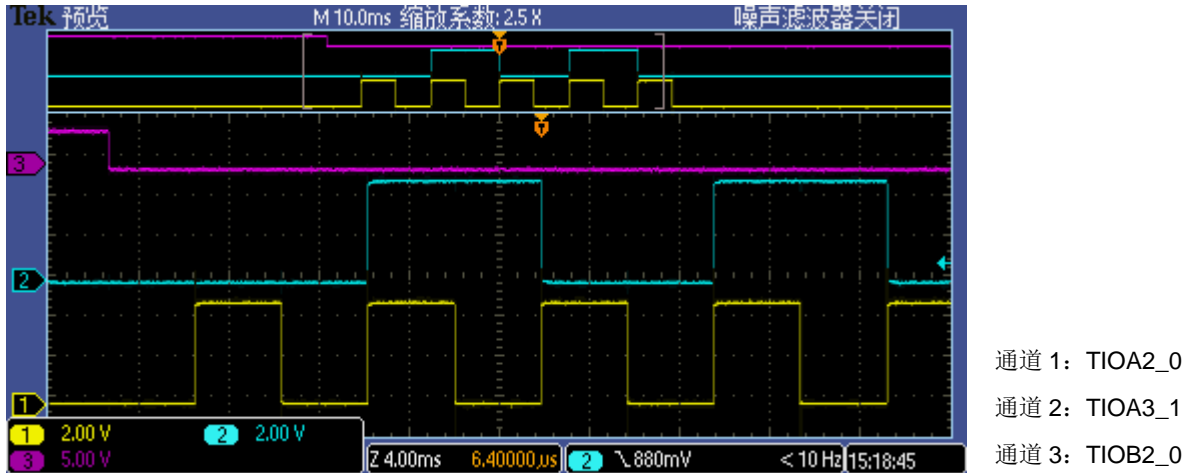 Tek 预览 M 10.0ms 缩放系数: 2.5 X 噪声滤波器关闭
T
T
3
2
1
1 2.00 V 2 2.00 V
3 5.00 V
Z 4.00ms 6.40000µs 2 \ 880mV < 10 Hz 15:18:45
通道 1：TIOA2_0
通道 2：TIOA3_1
通道 3：TIOB2_0